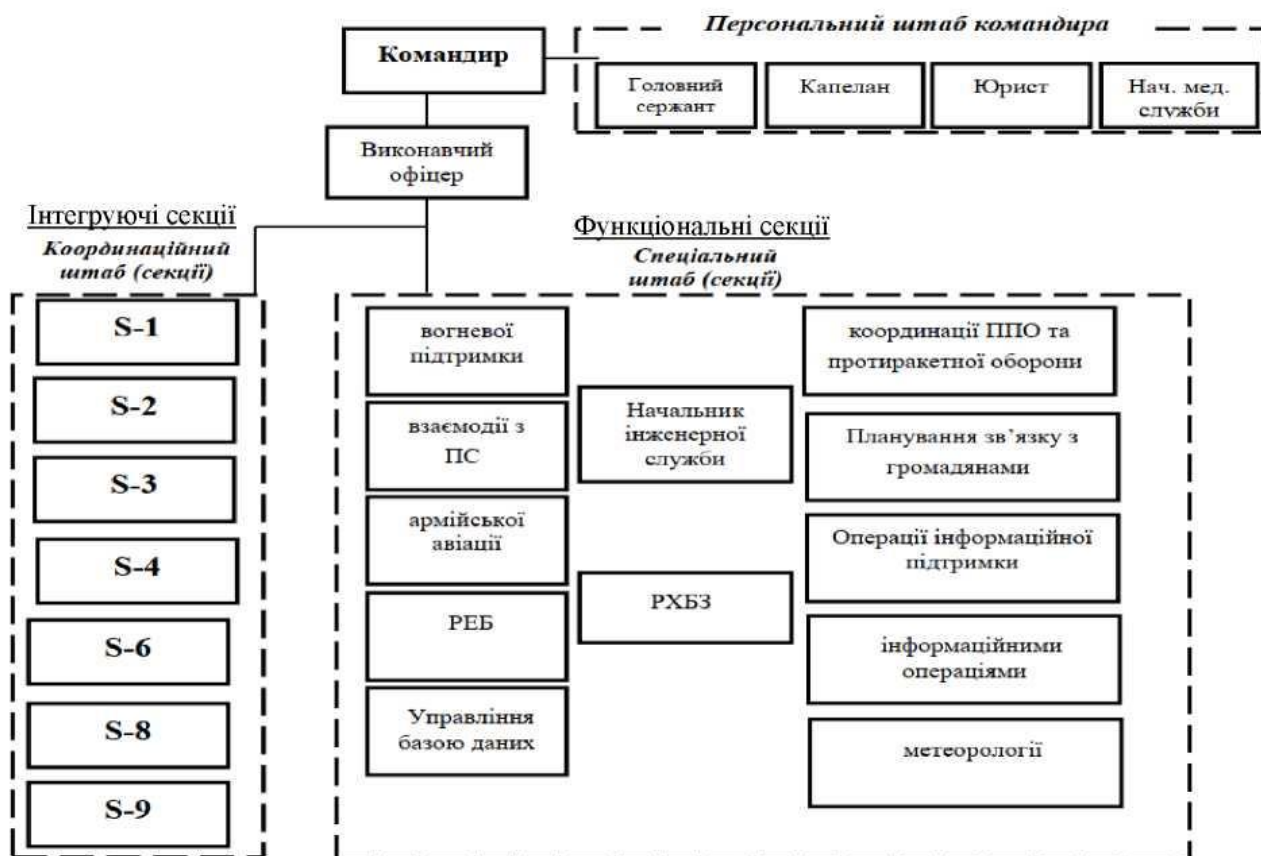 Персональний штаб командира
Командир
Головний
сержант
Капелан
Юрист
Нач. мед.
служби
Виконавчий
офіцер
Інтегруючі секції
Координаційний
штаб (секції)
S-1
S-2
S-3
S-4
S-6
S-8
S-9
Функціональні секції
Спеціальний
штаб (секції)
вогневої
підтримки
взаємодії з
ПС
армійської
авіації
РЕБ
Управління
базою даних
Начальник
інженерної
служби
РХБЗ
координації ППО та
протиракетної оборони
Планування зв’язку з
громадянами
Операції інформаційної
підтримки
інформаційними
операціями
метеорології